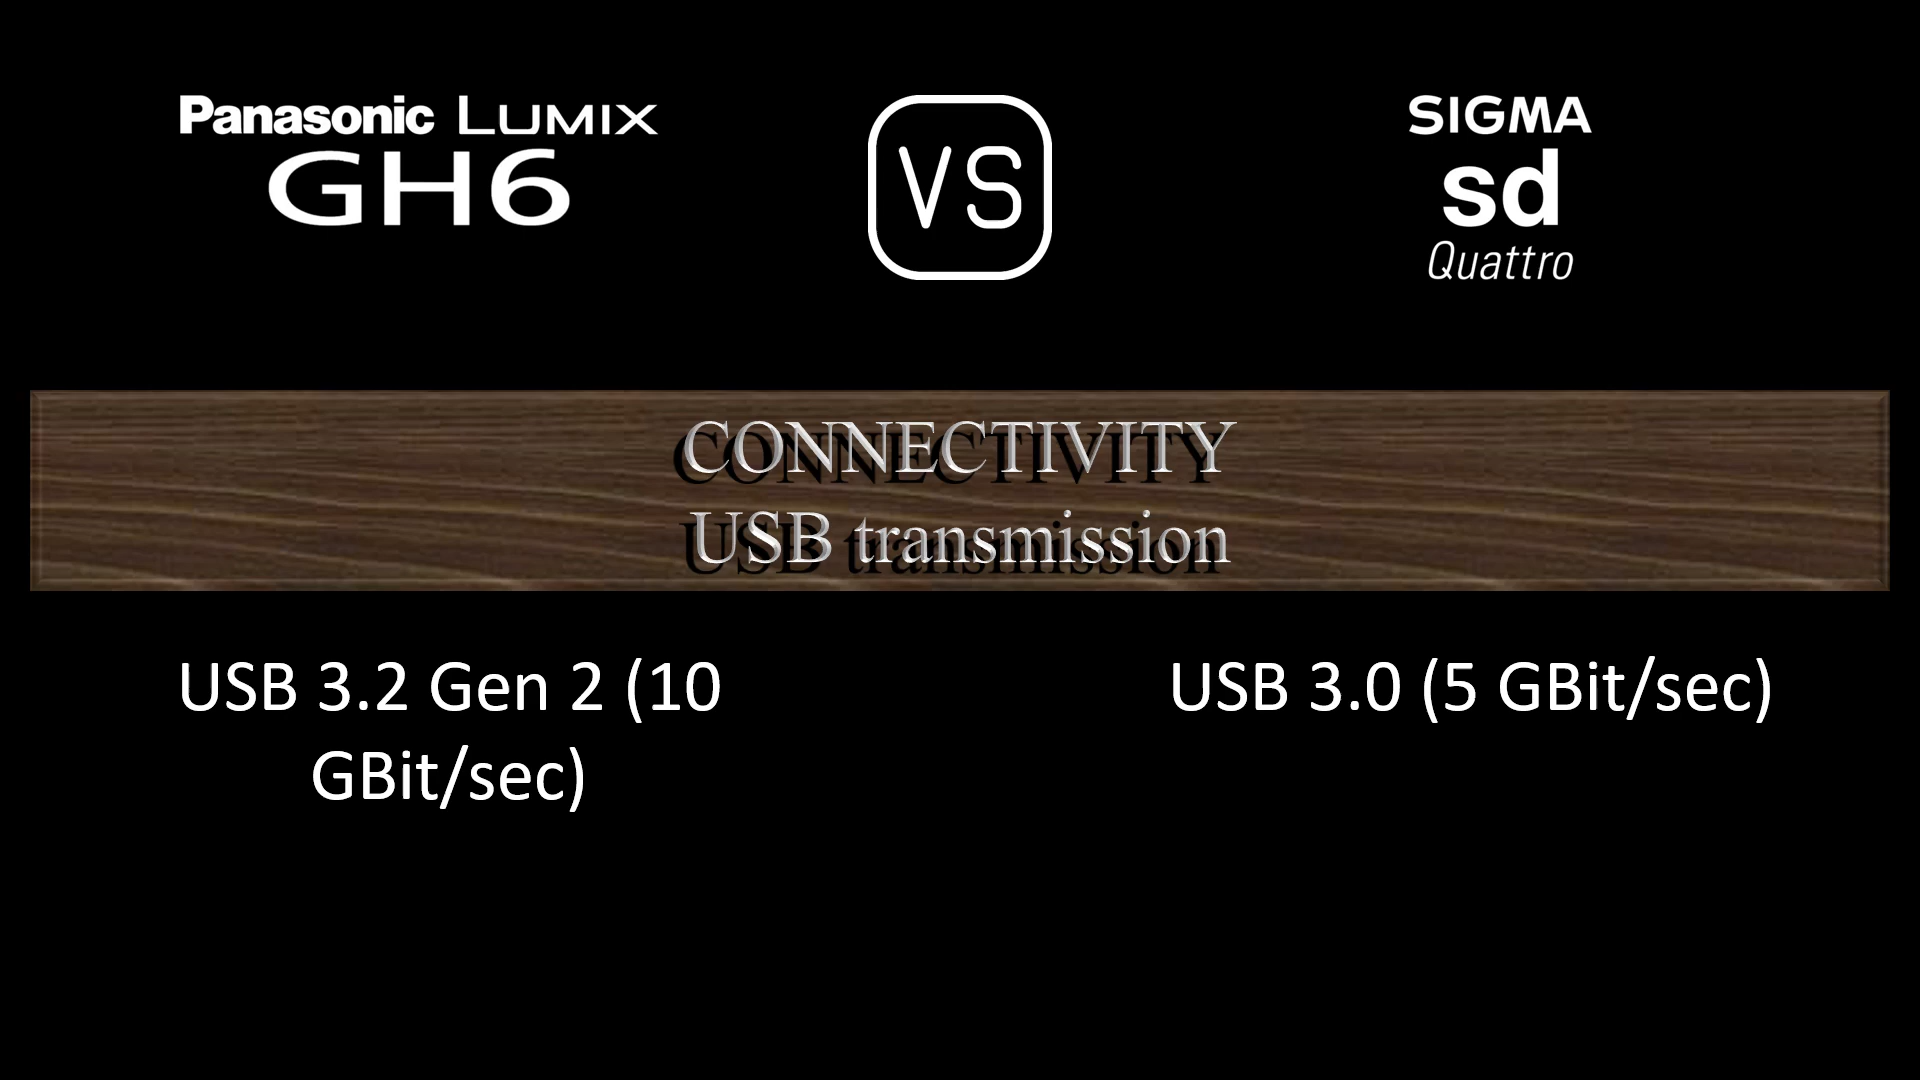 Panasonic LUMIX
GH6
VS
SIGMA
sd
Quattro
CONNECTIVITY
USB transmission
USB 3.2 Gen 2 (10
GBit/sec)
USB 3.0 (5 GBit/sec)